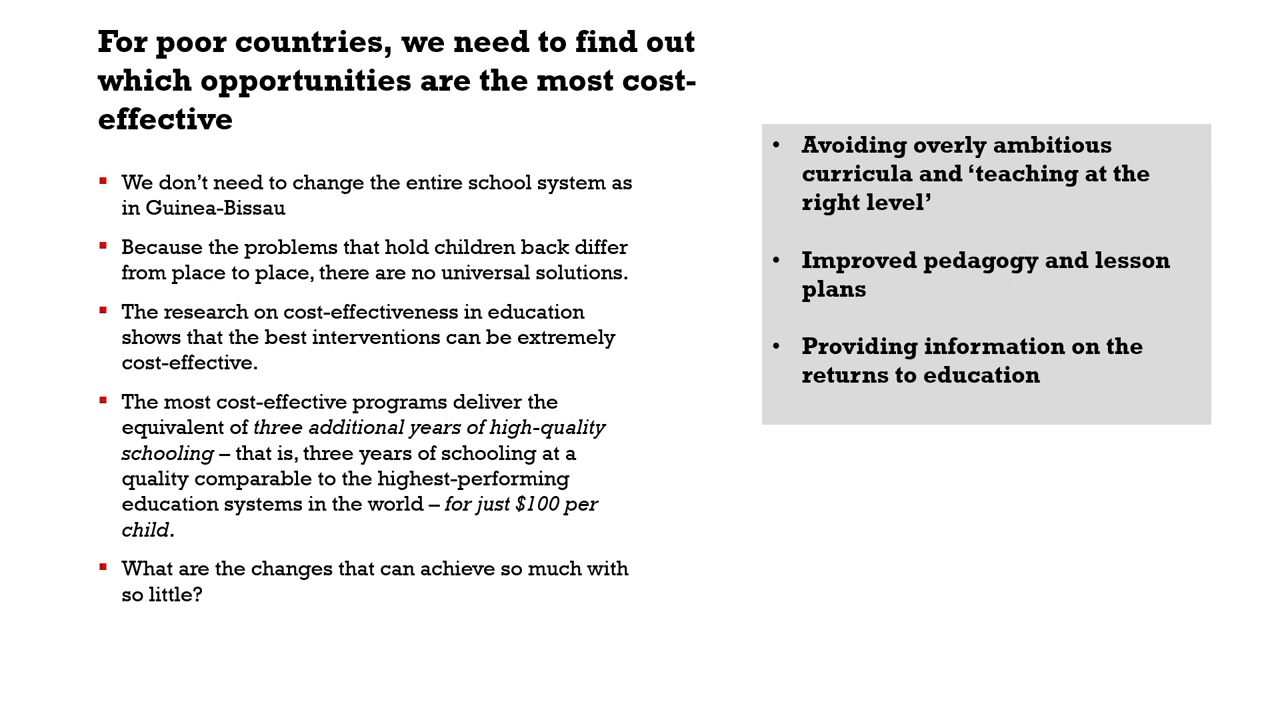 For poor countries, we need to find out
which opportunities are the most cost-
effective
▪ We don’t need to change the entire school system as
in Guinea-Bissau
▪ Because the problems that hold children back differ
from place to place, there are no universal solutions.
▪ The research on cost-effectiveness in education
shows that the best interventions can be extremely
cost-effective.
▪ The most cost-effective programs deliver the
equivalent of three additional years of high-quality
schooling – that is, three years of schooling at a
quality comparable to the highest-performing
education systems in the world – for just $100 per
child.
▪ What are the changes that can achieve so much with
so little?
• Avoiding overly ambitious
curricula and ‘teaching at the
right level’
• Improved pedagogy and lesson
plans
• Providing information on the
returns to education